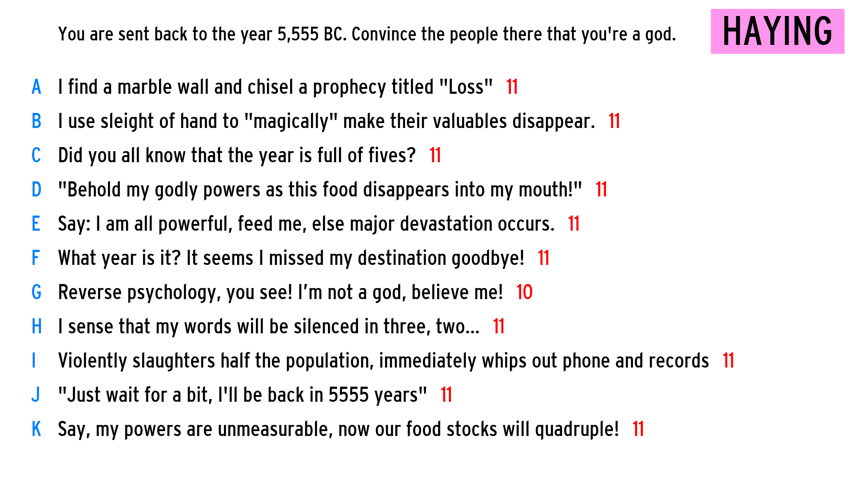 You are sent back to the year 5,555 BC. Convince the people there that you're a god.
HAYING
A I find a marble wall and chisel a prophecy titled "Loss" 11
B I use sleight of hand to "magically" make their valuables disappear. 11
C Did you all know that the year is full of fives? 11
D "Behold my godly powers as this food disappears into my mouth!" 11
E Say: I am all powerful, feed me, else major devastation occurs. 11
F What year is it? It seems I missed my destination goodbye! 11
G Reverse psychology, you see! I’m not a god, believe me! 10
H I sense that my words will be silenced in three, two... 11
I Violently slaughters half the population, immediately whips out phone and records 11
J "Just wait for a bit, I'll be back in 5555 years" 11
K Say, my powers are unmeasurable, now our food stocks will quadruple! 11